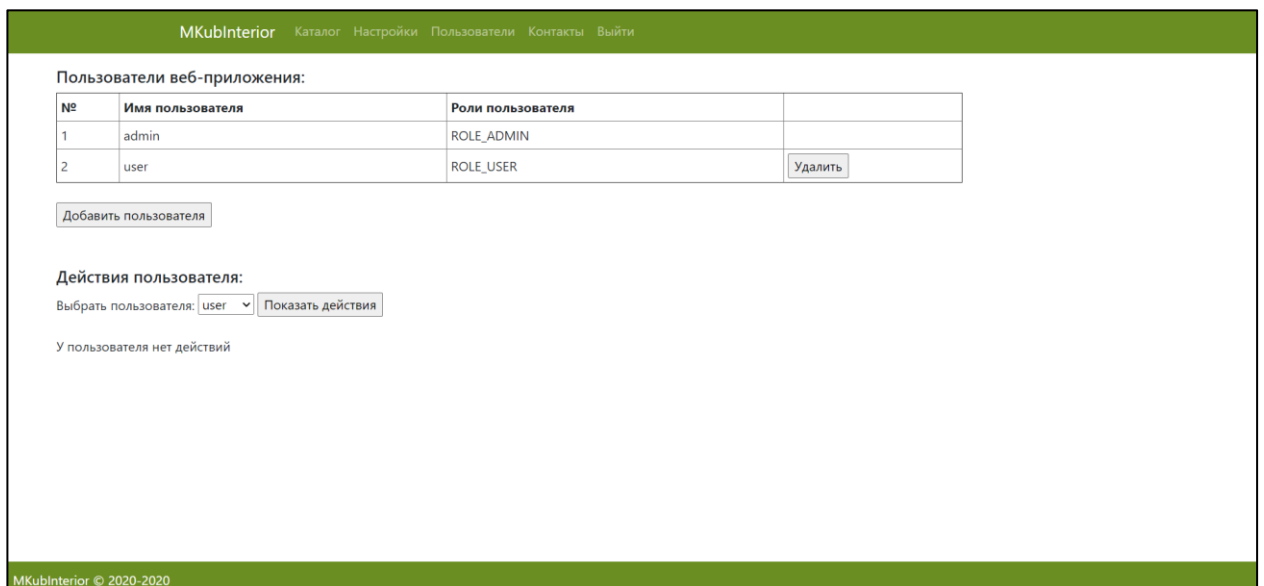 MKubInterior Каталог Настройки Пользователи Контакты Выйти
Пользователи веб-приложения:
№ Имя пользователя Роли пользователя
1 admin ROLE_ADMIN
2 user ROLE_USER Удалить
Добавить пользователя
Действия пользователя:
Выбрать пользователя: user Показать действия
У пользователя нет действий
MKubInterior © 2020-2020